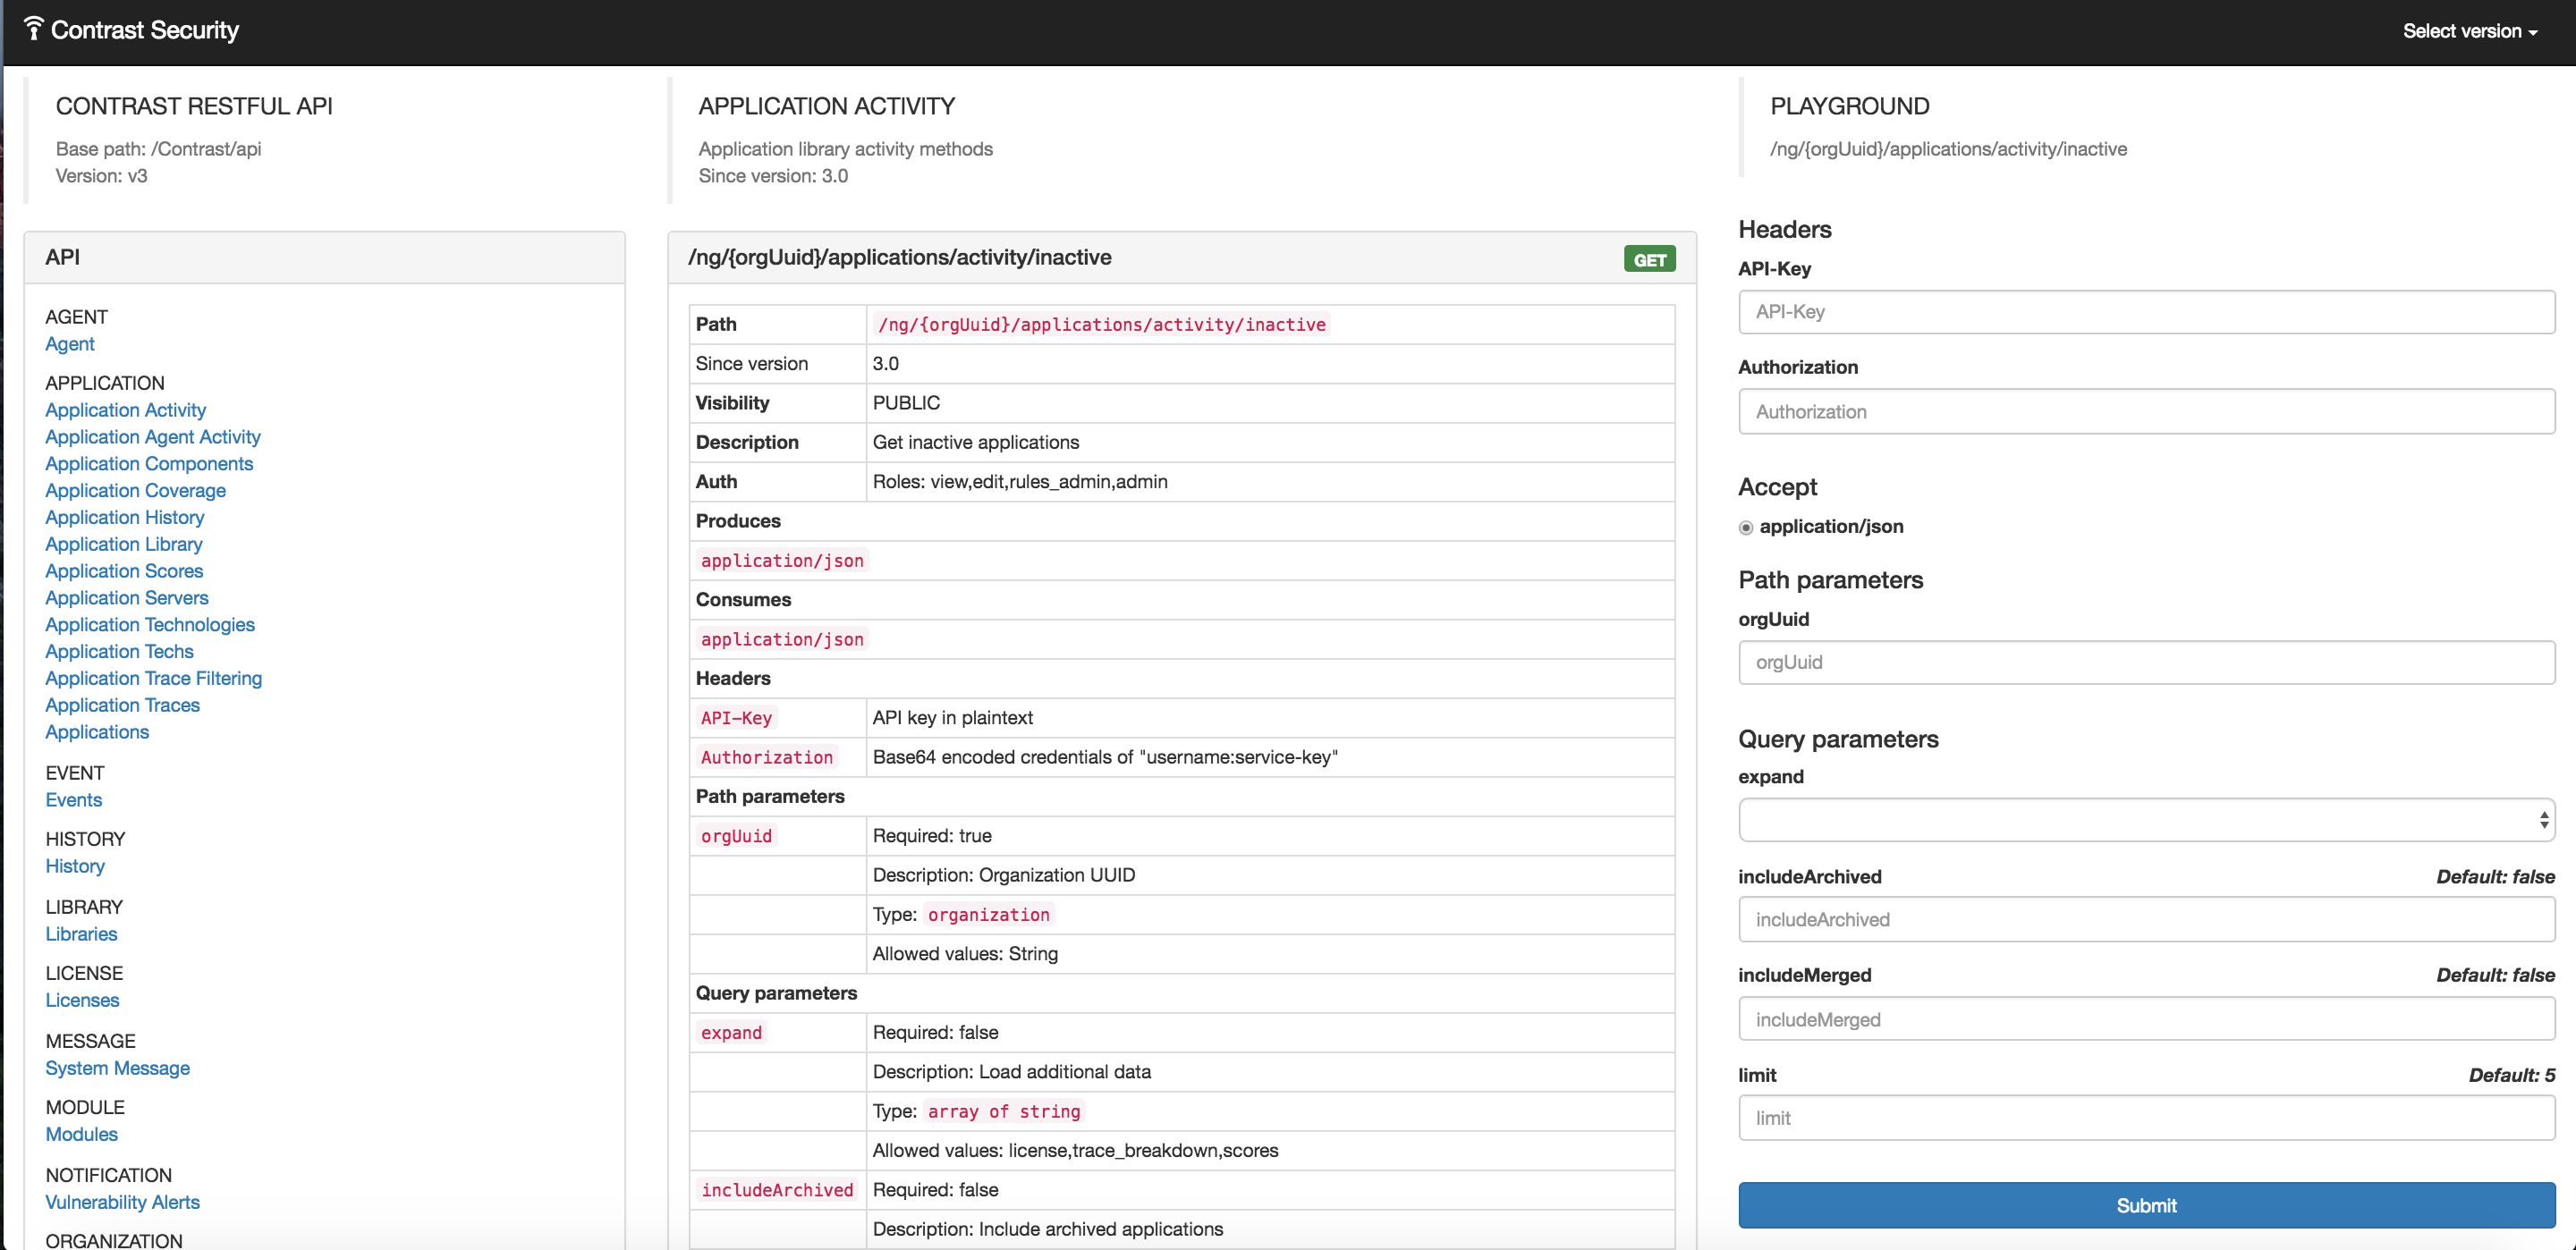 Contrast Security
Select version
CONTRAST RESTFUL API
Base path: /Contrast/api
Version: v3
API
AGENT
Agent
APPLICATION
Application Activity
Application Agent Activity
Application Components
Application Coverage
Application History
Application Library
Application Scores
Application Servers
Application Technologies
Application Techs
Application Trace Filtering
Application Traces
Applications
EVENT
Events
HISTORY
History
LIBRARY
Libraries
LICENSE
Licenses
MESSAGE
System Message
MODULE
Modules
NOTIFICATION
Vulnerability Alerts
ORGANIZATION
APPLICATION ACTIVITY
Application library activity methods
Since version: 3.0
/ng/{orgUuid}/applications/activity/inactive GET
Path /ng/{orgUuid}/applications/activity/inactive
Since version 3.0
Visibility PUBLIC
Description Get inactive applications
Auth Roles: view,edit,rules_admin,admin
Produces
application/json
Consumes
application/json
Headers
API-Key API key in plaintext
Authorization Base64 encoded credentials of "username:service-key"
Path parameters
orgUuid Required: true
Description: Organization UUID
Type: organization
Allowed values: String
Query parameters
expand Required: false
Description: Load additional data
Type: array of string
Allowed values: license,trace_breakdown,scores
includeArchived Required: false
Description: Include archived applications
PLAYGROUND
/ng/{orgUuid}/applications/activity/inactive
Headers
API-Key
API-Key
Authorization
Authorization
Accept
application/json
Path parameters
orgUuid
orgUuid
Query parameters
expand
includeArchived Default: false
includeArchived
includeMerged Default: false
includeMerged
limit Default: 5
limit
Submit